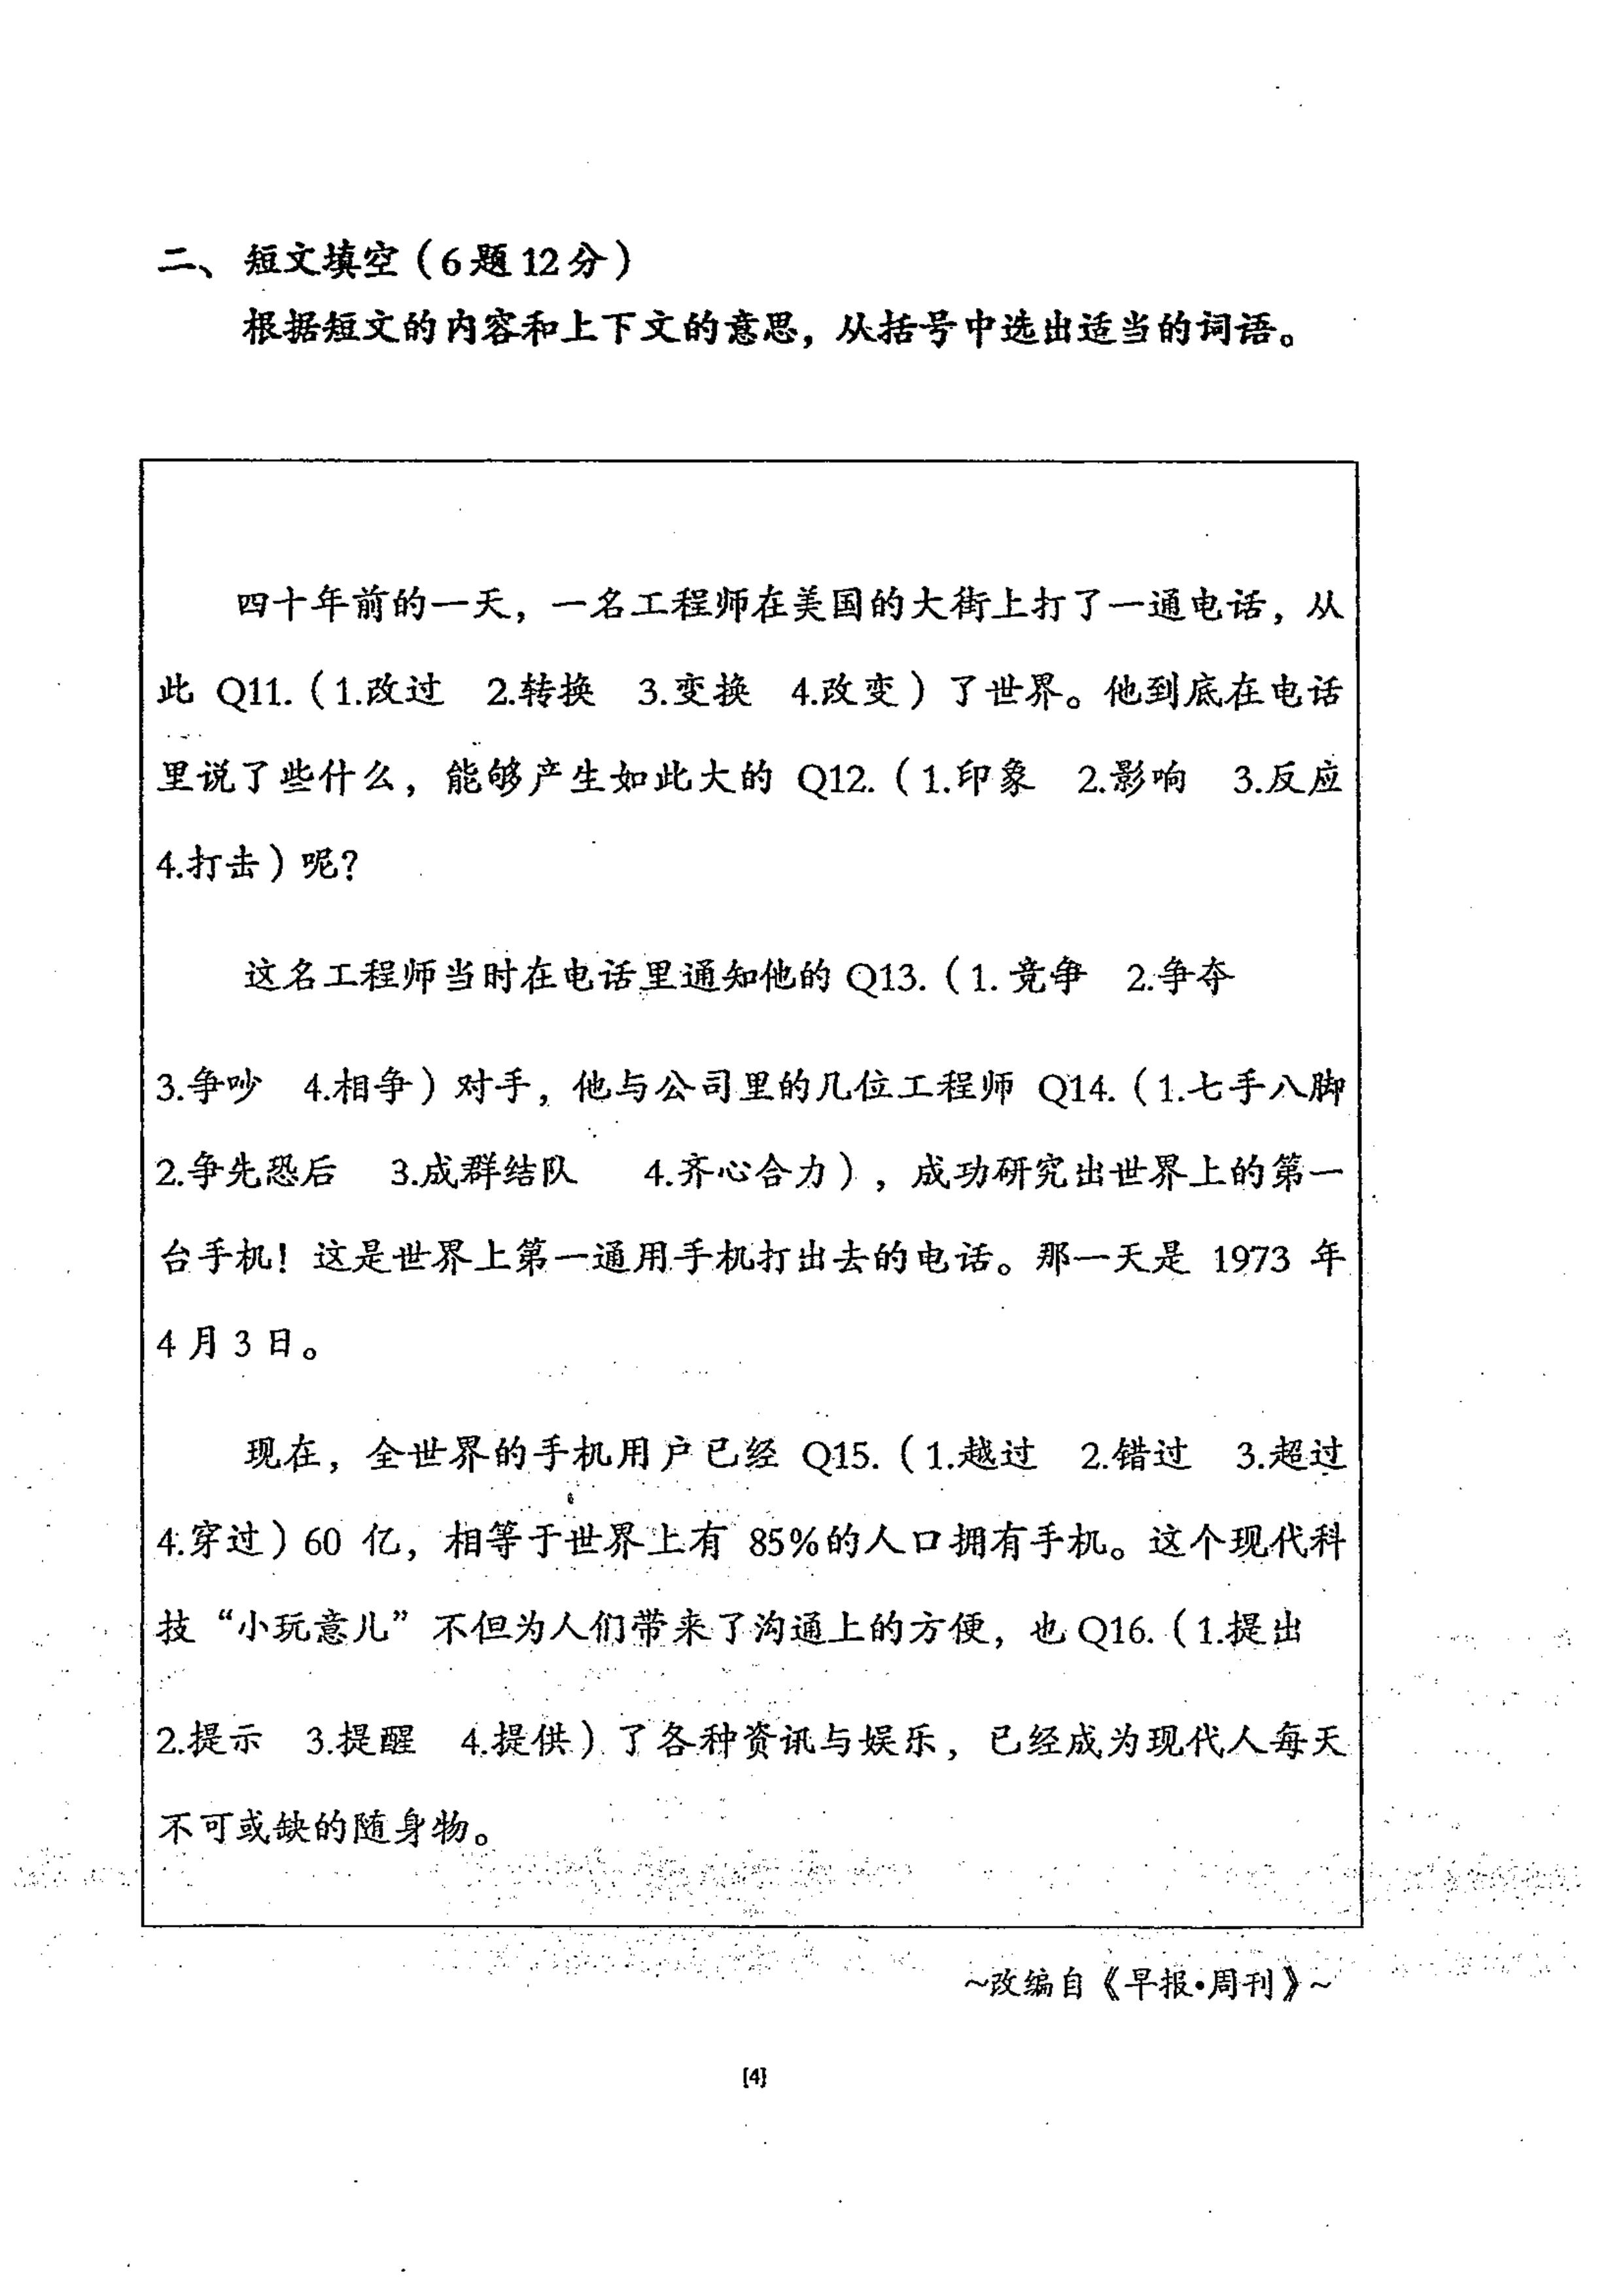 二、 短文填空（6题12分）
根据短文的内容和上下文的意思，从括号中选出适当的词语。
四十年前的一天，一名工程师在美国的大街上打了一通电话，从
此 Q11.（1.改过 2.转换 3.变换 4.改变）了世界。他到底在电话
里说了些什么，能够产生如此大的 Q12.（1.印象 2.影响 3.反应
4.打击）呢？
这名工程师当时在电话里通知他的 Q13.（1. 竞争 2.争夺
3.争吵 4.相争）对手，他与公司里的几位工程师 Q14.（1.七手八脚
2.争先恐后 3.成群结队 4.齐心合力），成功研究出世界上的第一
台手机！这是世界上第一通用手机打出去的电话。那一天是 1973 年
4 月 3 日。
现在，全世界的手机用户已经 Q15.（1.越过 2.错过 3.超过
4.穿过）60 亿，相等于世界上有 85%的人口拥有手机。这个现代科
技“小玩意儿”不但为人们带来了沟通上的方便，也 Q16.（1.提出
2.提示 3.提醒 4.提供）了各种资讯与娱乐，已经成为现代人每天
不可或缺的随身物。
~改编自《早报•周刊》~
[4]